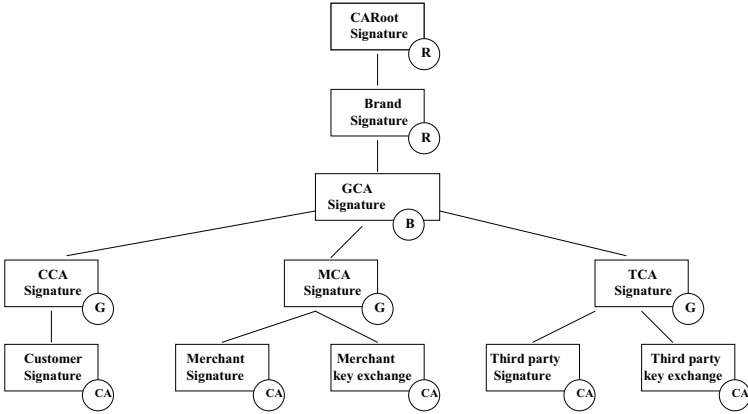 CARoot
Signature
R
Brand
Signature
R
GCA
Signature
B
CCA
Signature
G
MCA
Signature
G
TCA
Signature
G
Customer
Signature
CA
Merchant
Signature
CA
Merchant
key exchange
CA
Third party
Signature
CA
Third party
key exchange
CA